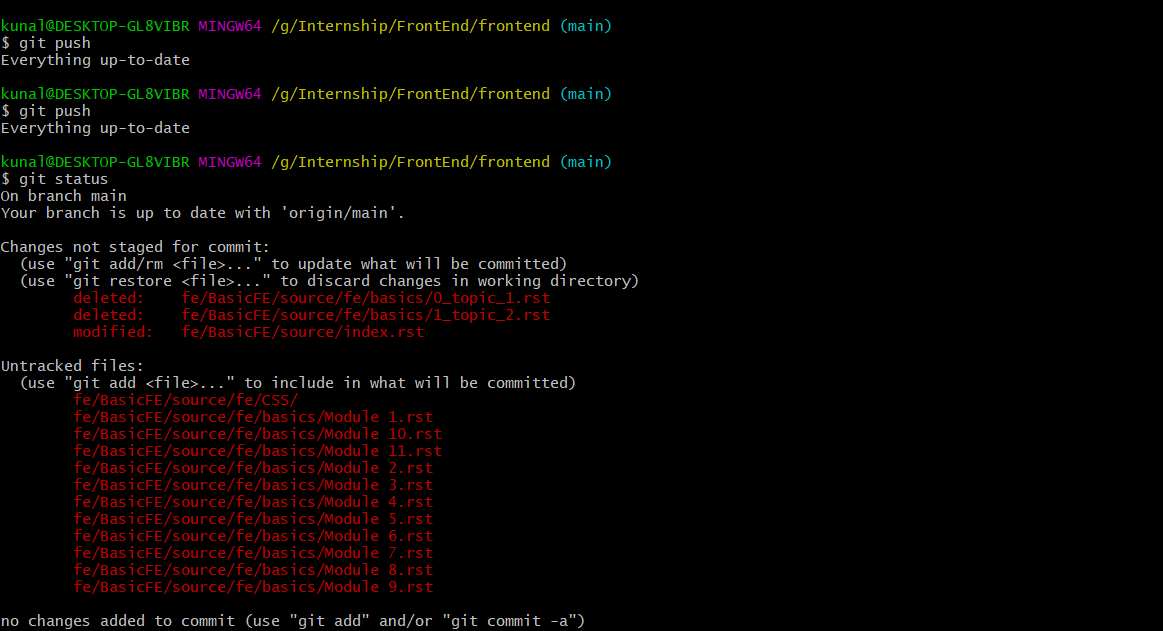 kunal@DESKTOP-GL8VIBR MINGW64 /g/Internship/FrontEnd/frontend (main)
$ git push
Everything up-to-date
kunal@DESKTOP-GL8VIBR MINGW64 /g/Internship/FrontEnd/frontend (main)
$ git push
Everything up-to-date
kunal@DESKTOP-GL8VIBR MINGW64 /g/Internship/FrontEnd/frontend (main)
$ git status
On branch main
Your branch is up to date with 'origin/main'.
Changes not staged for commit:
  (use "git add/rm <file>..." to update what will be committed)
  (use "git restore <file>..." to discard changes in working directory)
        deleted:    fe/BasicFE/source/fe/basics/0_topic_1.rst
        deleted:    fe/BasicFE/source/fe/basics/1_topic_2.rst
        modified:   fe/BasicFE/source/index.rst
Untracked files:
  (use "git add <file>..." to include in what will be committed)
        fe/BasicFE/source/fe/CSS/
        fe/BasicFE/source/fe/basics/Module 1.rst
        fe/BasicFE/source/fe/basics/Module 10.rst
        fe/BasicFE/source/fe/basics/Module 11.rst
        fe/BasicFE/source/fe/basics/Module 2.rst
        fe/BasicFE/source/fe/basics/Module 3.rst
        fe/BasicFE/source/fe/basics/Module 4.rst
        fe/BasicFE/source/fe/basics/Module 5.rst
        fe/BasicFE/source/fe/basics/Module 6.rst
        fe/BasicFE/source/fe/basics/Module 7.rst
        fe/BasicFE/source/fe/basics/Module 8.rst
        fe/BasicFE/source/fe/basics/Module 9.rst
no changes added to commit (use "git add" and/or "git commit -a")